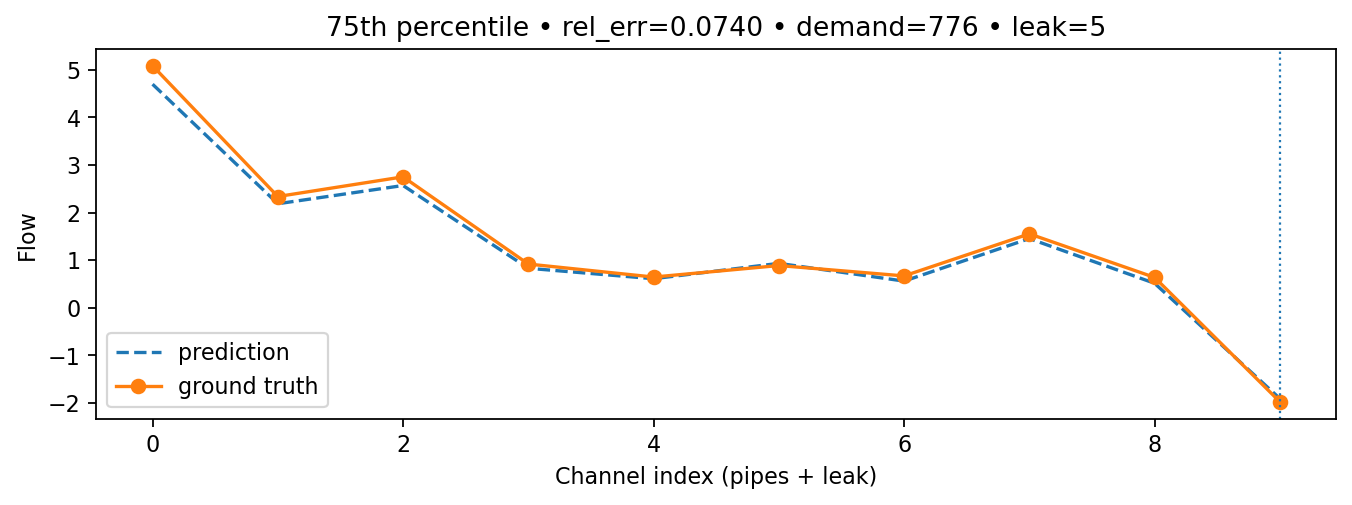 75th percentile • rel_err=0.0740 • demand=776 • leak=5
5
4
3
2
1
0
−1
−2
Flow
prediction
ground truth
0 2 4 6 8
Channel index (pipes + leak)